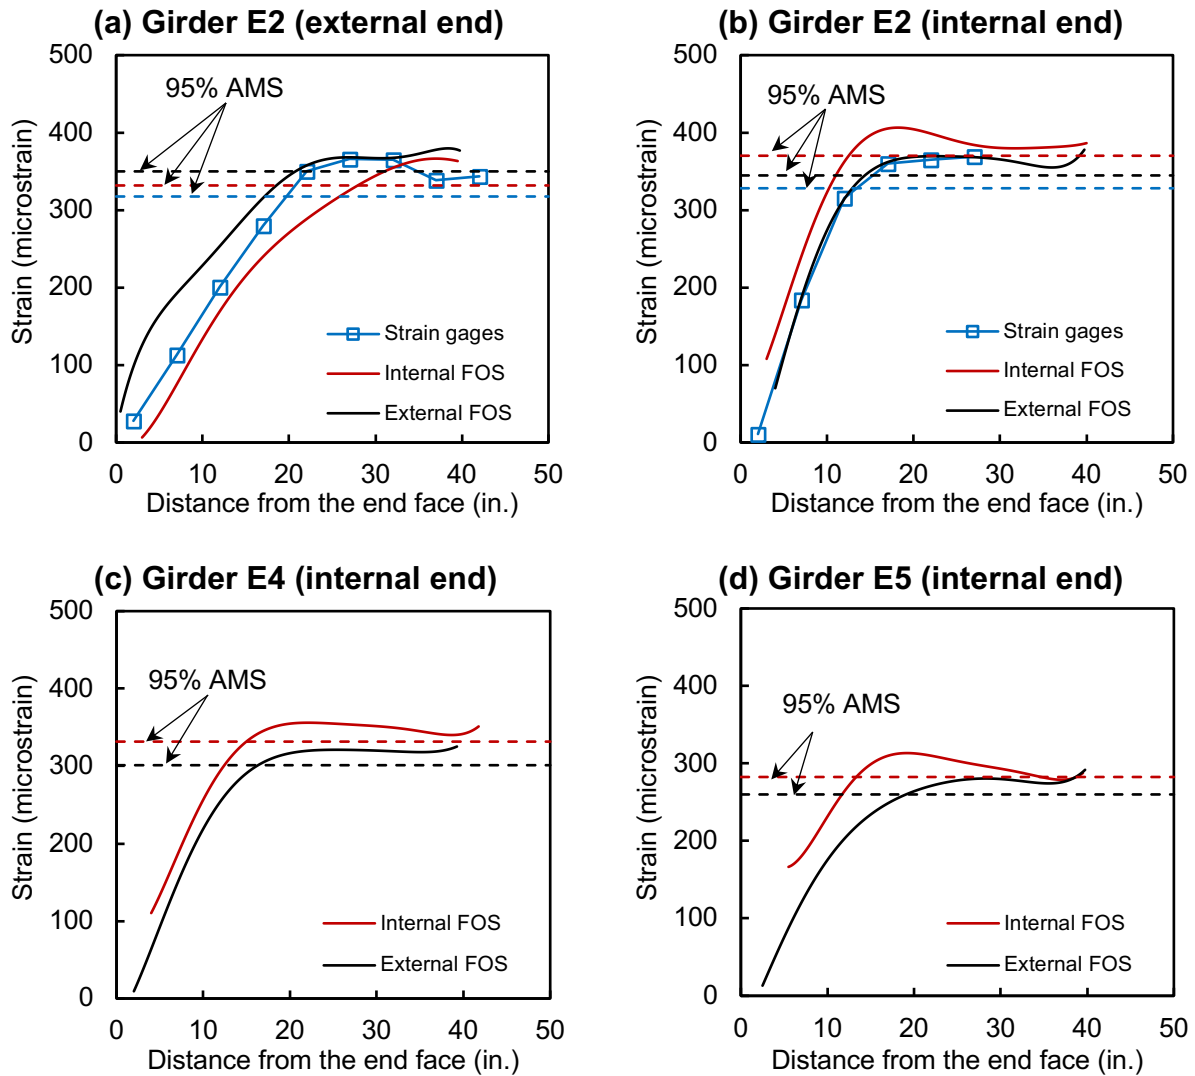 (a) Girder E2 (external end)
500
400
300
200
100
0
Strain (microstrain)
95% AMS
Strain gages
Internal FOS
External FOS
0 10 20 30 40 50
Distance from the end face (in.)
(b) Girder E2 (internal end)
500
400
300
200
100
0
Strain (microstrain)
95% AMS
Strain gages
Internal FOS
External FOS
0 10 20 30 40 50
Distance from the end face (in.)
(c) Girder E4 (internal end)
500
400
300
200
100
0
Strain (microstrain)
95% AMS
Internal FOS
External FOS
0 10 20 30 40 50
Distance from the end face (in.)
(d) Girder E5 (internal end)
500
400
300
200
100
0
Strain (microstrain)
95% AMS
Internal FOS
External FOS
0 10 20 30 40 50
Distance from the end face (in.)